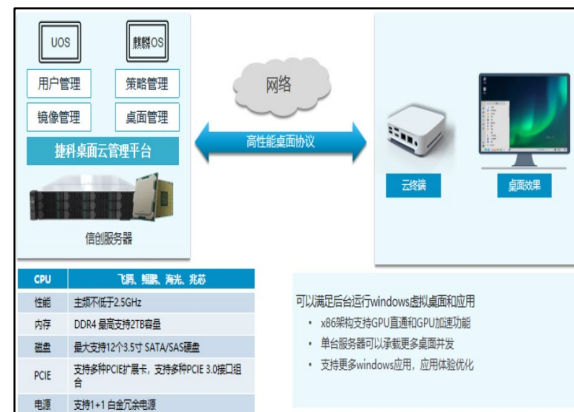 UOS
麒麟OS
用户管理
策略管理
镜像管理
桌面管理
捷科桌面云管理平台
信创服务器
网络
高性能桌面协议
云终端
桌面效果
CPU 飞腾、鲲鹏、海光、兆芯
性能 主频不低于2.5GHz
内存 DDR4 最高支持2TB容量
磁盘 最大支持12个3.5寸 SATA/SAS硬盘
PCIE 支持多种PCIE扩展卡，支持多种PCIE 3.0接口组
合
电源 支持1+1 白金冗余电源
可以满足后台运行windows虚拟桌面和应用
• x86架构支持GPU直通和GPU加速功能
• 单台服务器可以承载更多桌面并发
• 支持更多windows应用，应用体验优化